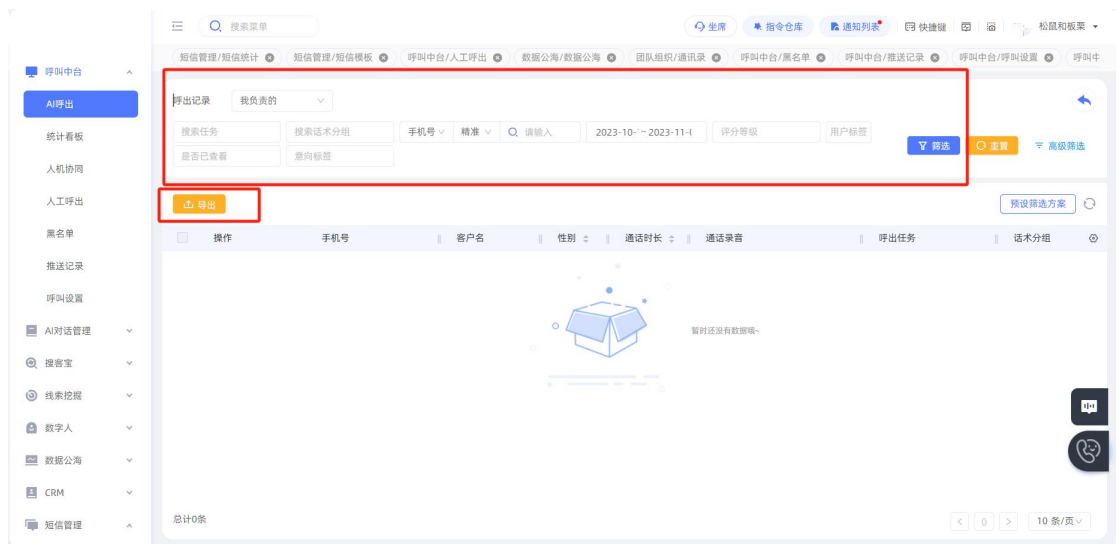 搜索菜单
坐席
指令仓库
通知列表
快捷键
松鼠和板栗
短信管理/短信统计
短信管理/短信模板
呼叫中台/人工呼出
数据公海/数据公海
团队组织/通讯录
呼叫中台/黑名单
呼叫中台/推送记录
呼叫中台/呼叫设置
呼叫中
呼叫中台
AI呼出
统计看板
人机协同
人工呼出
黑名单
推送记录
呼叫设置
AI对话管理
搜客宝
线索挖掘
数字人
数据公海
CRM
短信管理
呼出记录
我负责的
搜索任务
搜索话术分组
手机号
精准
请输入
2023-10-
~ 2023-11-(
评分等级
用户标签
筛选
重置
高级筛选
是否已查看
意向标签
导出
预设筛选方案
操作
手机号
客户名
性别
通话时长
通话录音
呼出任务
话术分组
暂时还没有数据哦~
总计0条
<
0
>
10 条/页